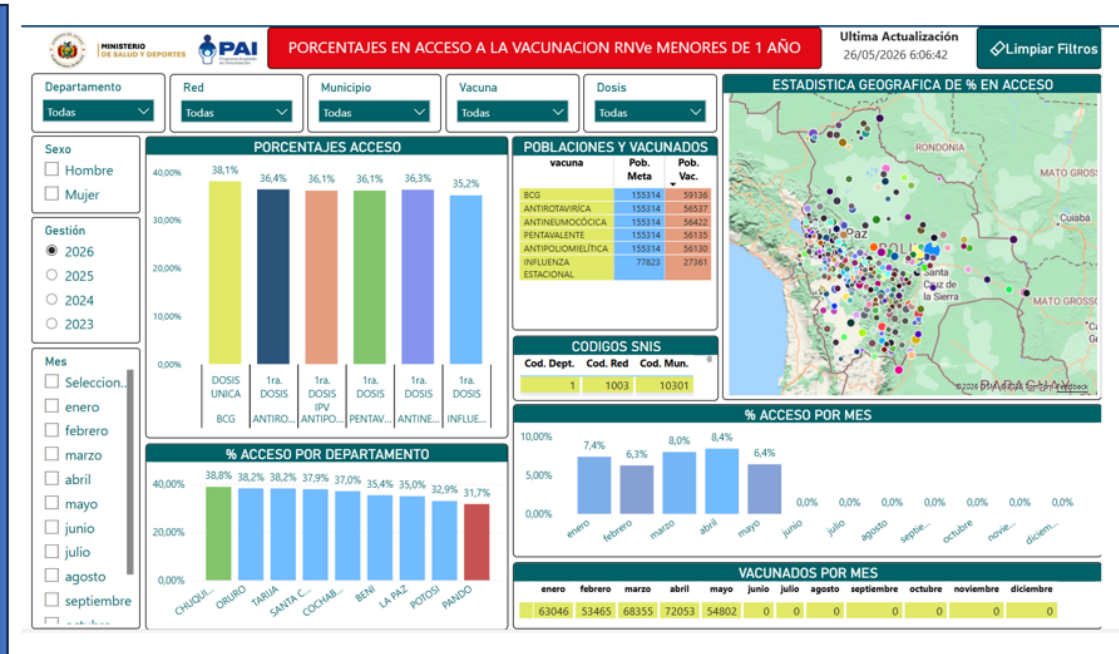 MINISTERIO
DE SALUD Y DEPORTES
PAI
Programa Ampliado
de Inmunización
PORCENTAJES EN ACCESO A LA VACUNACION RNVe MENORES DE 1 AÑO
Ultima Actualización
26/05/2026 6:06:42
Limpiar Filtros
Departamento
Todas
Red
Todas
Municipio
Todas
Vacuna
Todas
Dosis
Todas
Sexo
Hombre
Mujer
Gestión
2026
2025
2024
2023
Mes
Seleccion...
enero
febrero
marzo
abril
mayo
junio
julio
agosto
septiembre
PORCENTAJES ACCESO
40,00%
30,00%
20,00%
10,00%
0,00%
38,1% 36,4% 36,1% 36,1% 36,3% 35,2%
DOSIS UNICA
1ra. DOSIS
1ra. DOSIS IPV
1ra. DOSIS
1ra. DOSIS
1ra. DOSIS
BCG ANTIRO... ANTIPO... PENTAV... ANTINE... INFLUE...
% ACCESO POR DEPARTAMENTO
40,00%
20,00%
0,00%
38,8% 38,2% 38,2% 37,9% 37,0% 35,4% 35,0% 32,9% 31,7%
CHUQUI... ORURO TARIJA SANTA C... COCHAB... BENI LA PAZ POTOSI PANDO
POBLACIONES Y VACUNADOS
vacuna Pob. Meta Pob. Vac.
BCG 155314 59136
ANTIROTAVIRÍCA 155314 56537
ANTINEUMOCÓCICA 155314 56422
PENTAVALENTE 155314 56135
ANTIPOLIOMIELÍTICA 155314 56130
INFLUENZA ESTACIONAL 77823 27361
CODIGOS SNIS
Cod. Dept. Cod. Red Cod. Mun.
1 1003 10301
ESTADISTICA GEOGRAFICA DE % EN ACCESO
RONDONIA
MATO GROS
Cuiabá
Paz
Santa
Cruz de
la Sierra
MATO GROSSO
PARAGUAY
% ACCESO POR MES
10,00%
5,00%
0,00%
7,4% 6,3% 8,0% 8,4% 6,4% 0,0% 0,0% 0,0% 0,0% 0,0% 0,0% 0,0%
enero febrero marzo abril mayo junio julio agosto septie... octubre novie... diciem...
VACUNADOS POR MES
enero febrero marzo abril mayo junio julio agosto septiembre octubre noviembre diciembre
63046 53465 68355 72053 54802 0 0 0 0 0 0 0